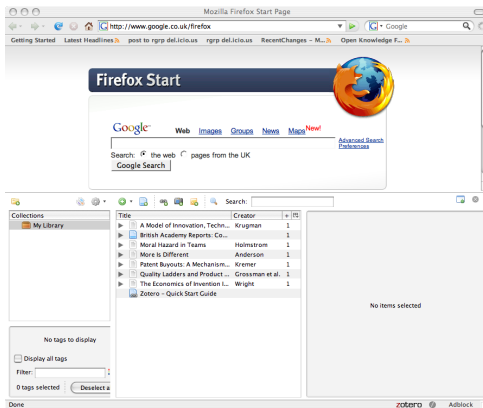 Mozilla Firefox Start Page
http://www.google.co.uk/firefox
G Google
Getting Started Latest Headlines post to rgrp del.icio.us rgrp del.icio.us RecentChanges – M... Open Knowledge F...
Firefox Start
Google
Web Images Groups News Maps New!
Advanced Search
Preferences
Search: the web pages from the UK
Google Search
Search:
Collections
My Library
Title Creator + 
A Model of Innovation, Techn... Krugman 1
British Academy Reports: Co... 1
Moral Hazard in Teams Holmstrom 1
More Is Different Anderson 1
Patent Buyouts: A Mechanism... Kremer 1
Quality Ladders and Product ... Grossman et al. 1
The Economics of Invention I... Wright 1
Zotero – Quick Start Guide
No items selected
No tags to display
Display all tags
Filter:
0 tags selected Deselect a
Done zotero Adblock